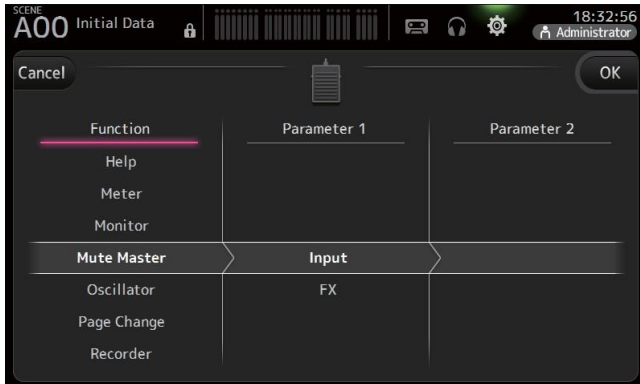 SCENE
A00 Initial Data
18:32:56
Administrator
Cancel
OK
Function
Parameter 1
Parameter 2
Help
Meter
Monitor
Mute Master
Input
Oscillator
FX
Page Change
Recorder